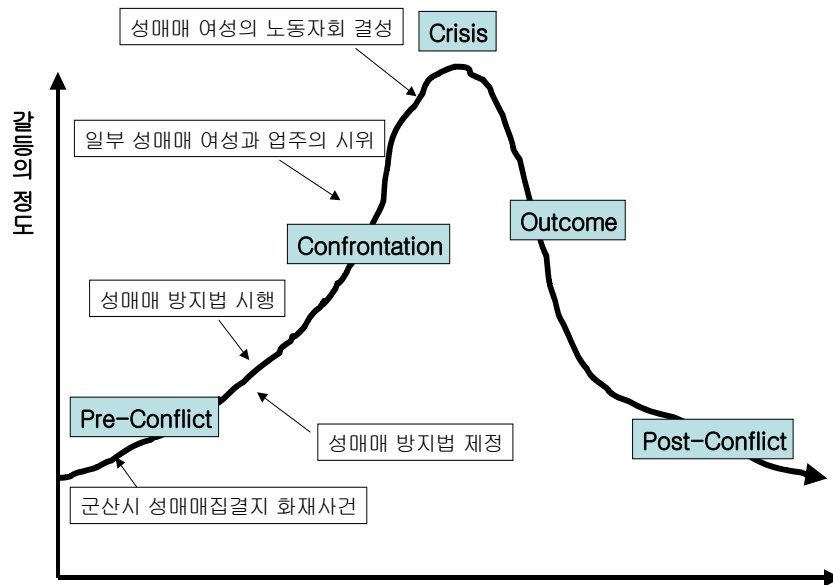 성매매 여성의 노동자회 결성
Crisis
갈등의 정도
일부 성매매 여성과 업주의 시위
Outcome
Confrontation
성매매 방지법 시행
Pre-Conflict
성매매 방지법 제정
Post-Conflict
군산시 성매매집결지 화재사건